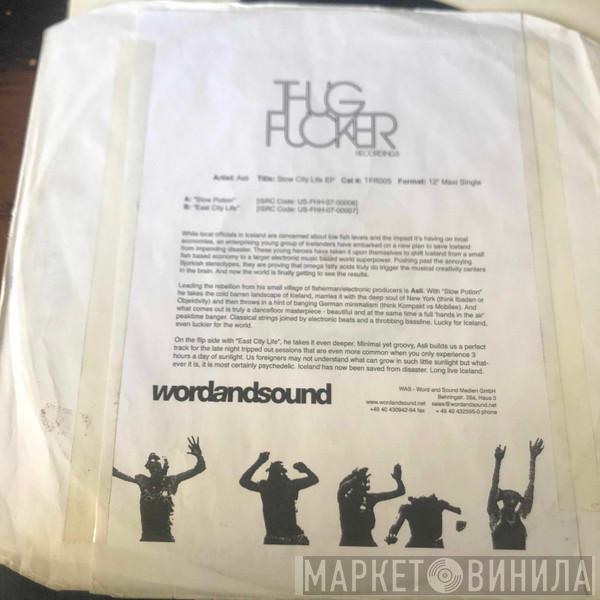 THUG
FUCKER
RECORDINGS
Artist: Asli Title: Slow City Life EP Cat #: TFR005 Format: 12" Maxi Single
A: "Slow Potion" [ISRC Code: US-FHH-07-00006]
B: "East City Life" [ISRC Code: US-FHH-07-00007]
While local officials in Iceland are concerned about low fish levels and the impact it's having on local
economies, an enterprising young group of Icelanders have embarked on a new plan to save Iceland
from impending disaster. These young heroes have taken it upon themselves to shift Iceland from a small
fish based economy to a larger electronic music based world superpower. Pushing past the annoying
Bjorkish stereotypes, they are proving that omega fatty acids truly do trigger the musical creativity centers
in the brain. And now the world is finally getting to see the results.
Leading the rebellion from his small village of fisherman/electronic producers is Asli. With "Slow Potion"
he takes the cold barren landscape of Iceland, marries it with the deep soul of New York (think Ibadan or
Objektivity) and then throws in a hint of banging German minimalism (think Kompakt vs Mobilee). And
what comes out is truly a dancefloor masterpiece - beautiful and at the same time a full 'hands in the air'
peaktime banger. Classical strings joined by electronic beats and a throbbing bassline. Lucky for Iceland,
even luckier for the world.
On the flip side with "East City Life", he takes it even deeper. Minimal yet groovy, Asli builds us a perfect
track for the late night tripped out sessions that are even more common when you only experience 3
hours a day of sunlight. Us foreigners may not understand what can grow in such little sunlight but what-
ever it is, it is most certainly psychedelic. Iceland has now been saved from disaster. Long live Iceland.
wordandsound
WAS - Word and Sound Medien GmbH
Behringstr. 28a, Haus 3
www.wordandsound.net sales@wordandsound.net
+49 40 430942-94 fax + 49 40 432595-0 phone
МАРКЕТ ВИНИЛА